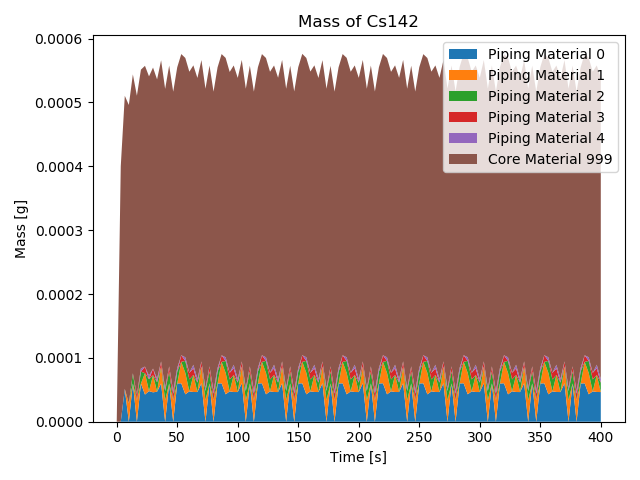 Mass of Cs142
0.0006
0.0005
0.0004
0.0003
0.0002
0.0001
0.0000
Mass [g]
Piping Material 0
Piping Material 1
Piping Material 2
Piping Material 3
Piping Material 4
Core Material 999
0 50 100 150 200 250 300 350 400
Time [s]